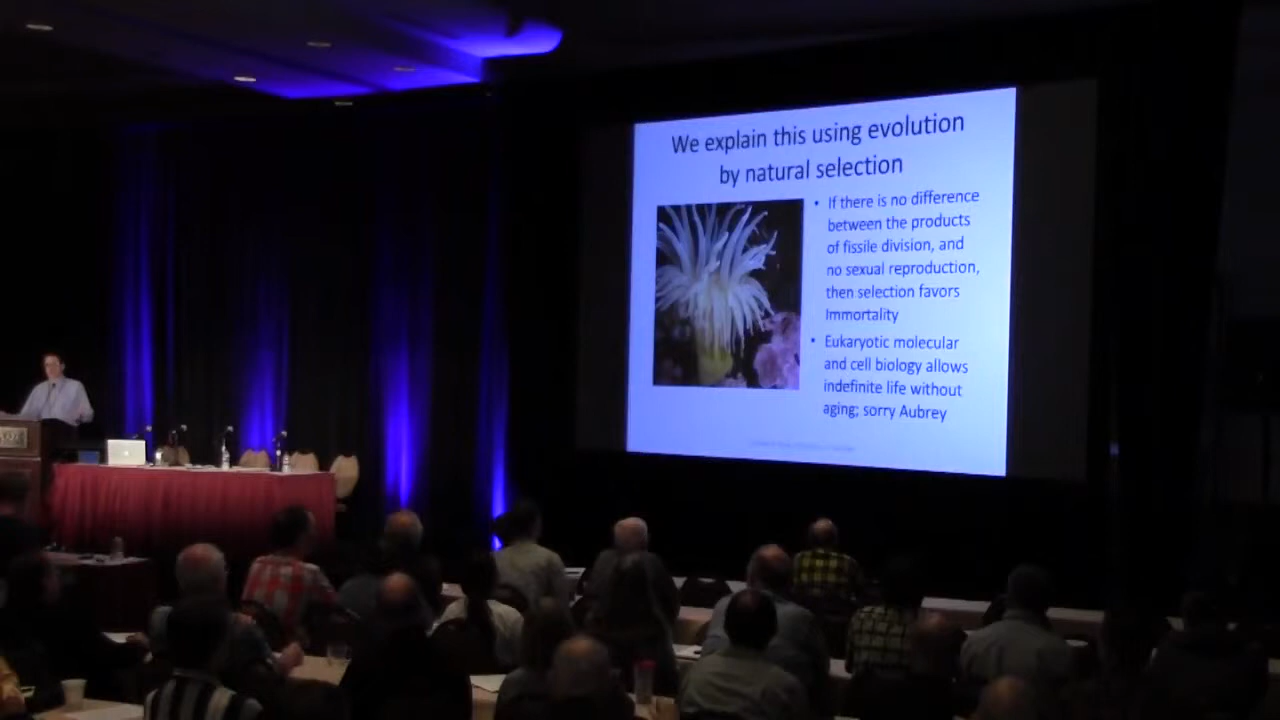 We explain this using evolution
by natural selection
• If there is no difference
between the products
of fissile division, and
no sexual reproduction,
then selection favors
Immortality
• Eukaryotic molecular
and cell biology allows
indefinite life without
aging; sorry Aubrey